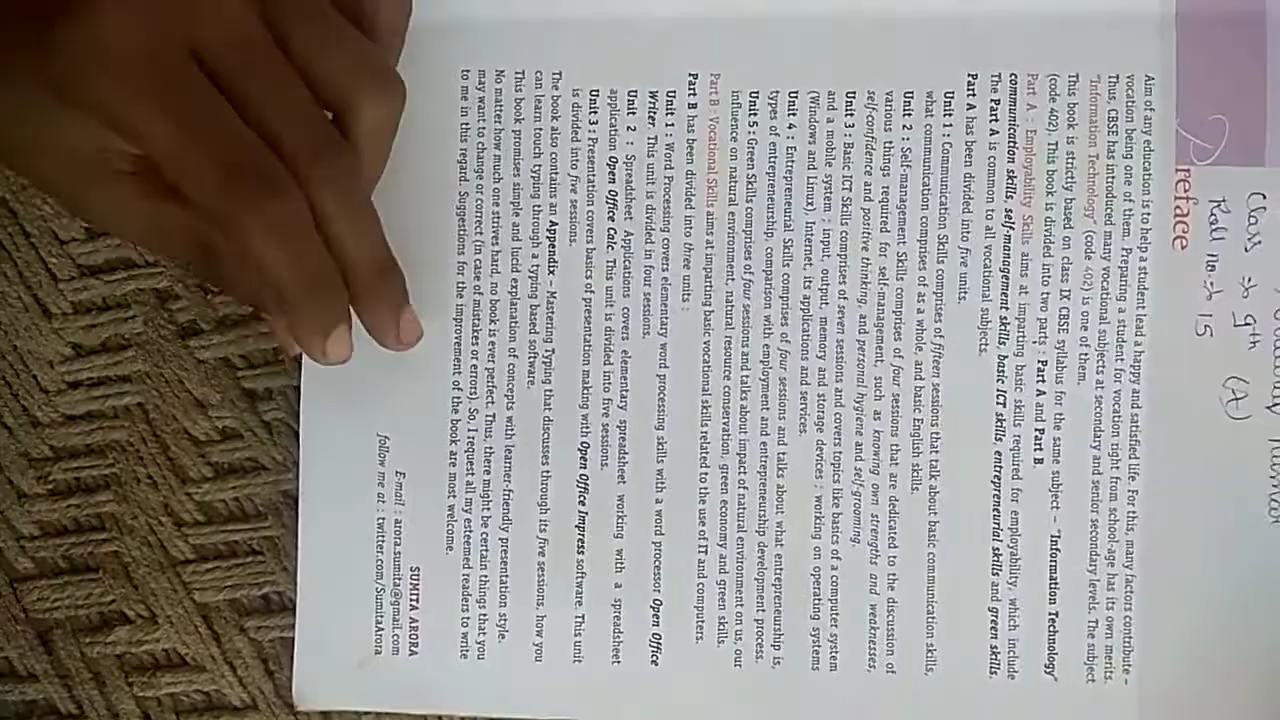 Class → 9th (A)
Roll no. → 15
Preface
Aim of any education is to help a student lead a happy and satisfied life. For this, many factors contribute –
vocation being one of them. Preparing a student for vocation right from school-age has its own merits.
Thus, CBSE has introduced many vocational subjects at secondary and senior secondary levels. The subject
"Information Technology" (code 402) is one of them.
This book is strictly based on class IX CBSE syllabus for the same subject – "Information Technology"
(code 402). This book is divided into two parts : Part A and Part B.
Part A : Employability Skills aims at imparting basic skills required for employability, which include
communication skills, self-management skills, basic ICT skills, entrepreneurial skills and green skills.
The Part A is common to all vocational subjects.
Part A has been divided into five units.
Unit 1 : Communication Skills comprises of fifteen sessions that talk about basic communication skills,
what communication comprises of as a whole, and basic English skills.
Unit 2 : Self-management Skills comprises of four sessions that are dedicated to the discussion of
various things required for self-management, such as knowing own strengths and weaknesses,
self-confidence and positive thinking, and personal hygiene and self-grooming.
Unit 3 : Basic ICT Skills comprises of seven sessions and covers topics like basics of a computer system
and a mobile system ; input, output, memory and storage devices ; working on operating systems
(Windows and Linux), Internet, its applications and services.
Unit 4 : Entrepreneurial Skills comprises of four sessions and talks about what entrepreneurship is,
types of entrepreneurship, comparison with employment and entrepreneurship development process.
Unit 5 : Green Skills comprises of four sessions and talks about impact of natural environment on us, our
influence on natural environment, natural resource conservation, green economy and green skills.
Part B : Vocational Skills aims at imparting basic vocational skills related to the use of IT and computers.
Part B has been divided into three units :
Unit 1 : Word Processing covers elementary word processing skills with a word processor Open Office
Writer. This unit is divided in four sessions.
Unit 2 : Spreadsheet Applications covers elementary spreadsheet working with a spreadsheet
application Open Office Calc. This unit is divided into five sessions.
Unit 3 : Presentation covers basics of presentation making with Open Office Impress software. This unit
is divided into five sessions.
The book also contains an Appendix – Mastering Typing that discusses through its five sessions, how you
can learn touch typing through a typing based software.
This book promises simple and lucid explanation of concepts with learner-friendly presentation style.
No matter how much one strives hard, no book is ever perfect. Thus, there might be certain things that you
may want to change or correct (in case of mistakes or errors). So, I request all my esteemed readers to write
to me in this regard. Suggestions for the improvement of the book are most welcome.
SUMITA ARORA
E-mail : arora.sumita@gmail.com
follow me at : twitter.com/SumitaArora